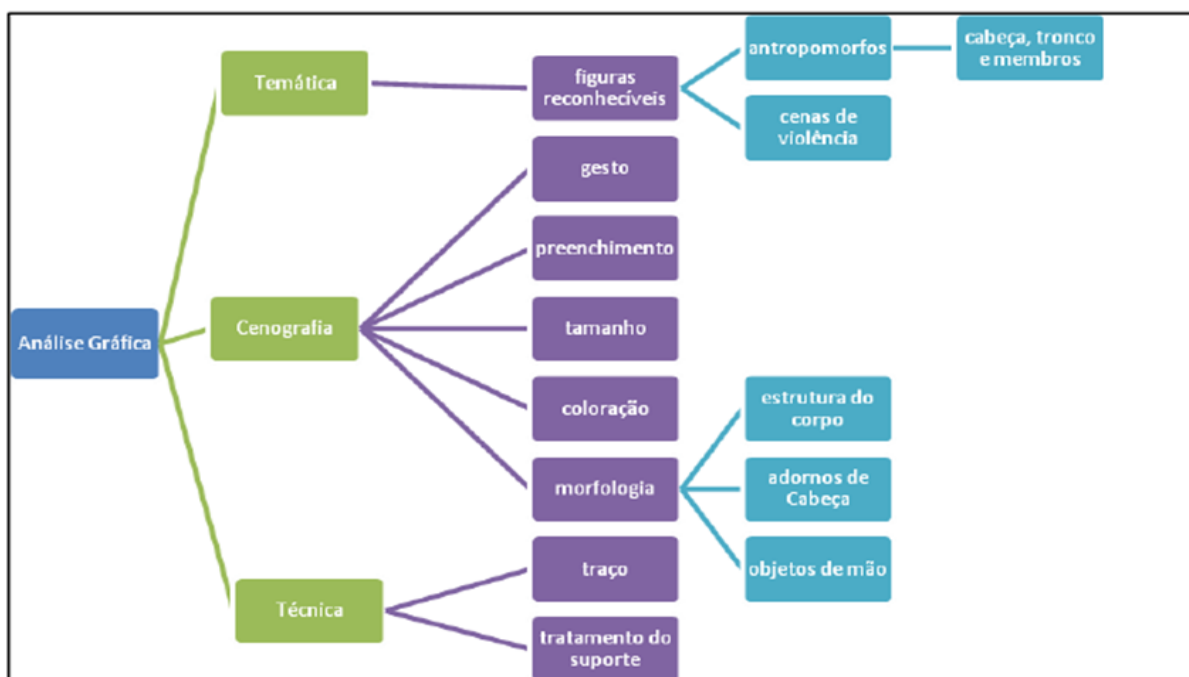 Análise Gráfica
Temática
figuras
reconhecíveis
antropomorfos
cabeça, tronco
e membros
cenas de
violência
Cenografia
gesto
preenchimento
tamanho
coloração
morfologia
estrutura do
corpo
adornos de
Cabeça
objetos de mão
Técnica
traço
tratamento do
suporte